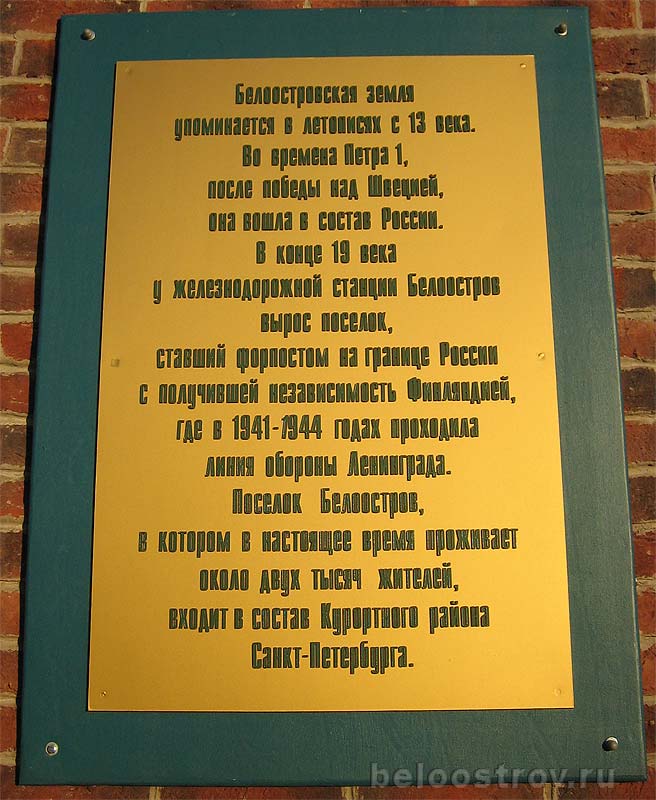 Белоостровская земля
упоминается в летописях с 13 века.
Во времена Петра 1,
после победы над Швецией,
она вошла в состав России.
В конце 19 века
у железнодорожной станции Белоостров
вырос поселок,
ставший форпостом на границе России
с получившей независимость Финляндией,
где в 1941-1944 годах проходила
линия обороны Ленинграда.
Поселок Белоостров,
в котором в настоящее время проживает
около двух тысяч жителей,
входит в состав Курортного района
Санкт-Петербурга.
beloostrov.ru